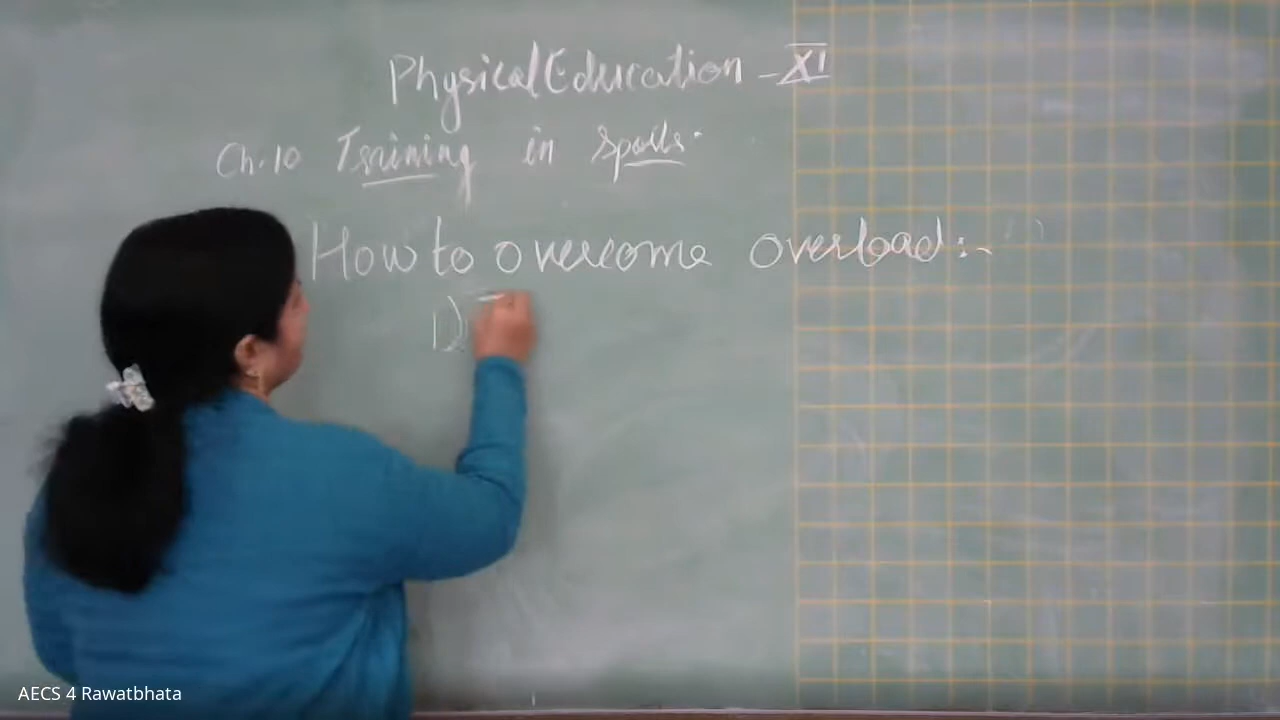 Physical Education - XI
Ch. 10 Training in Sports.
How to overcome overload :-
1)
AECS 4 Rawatbhata